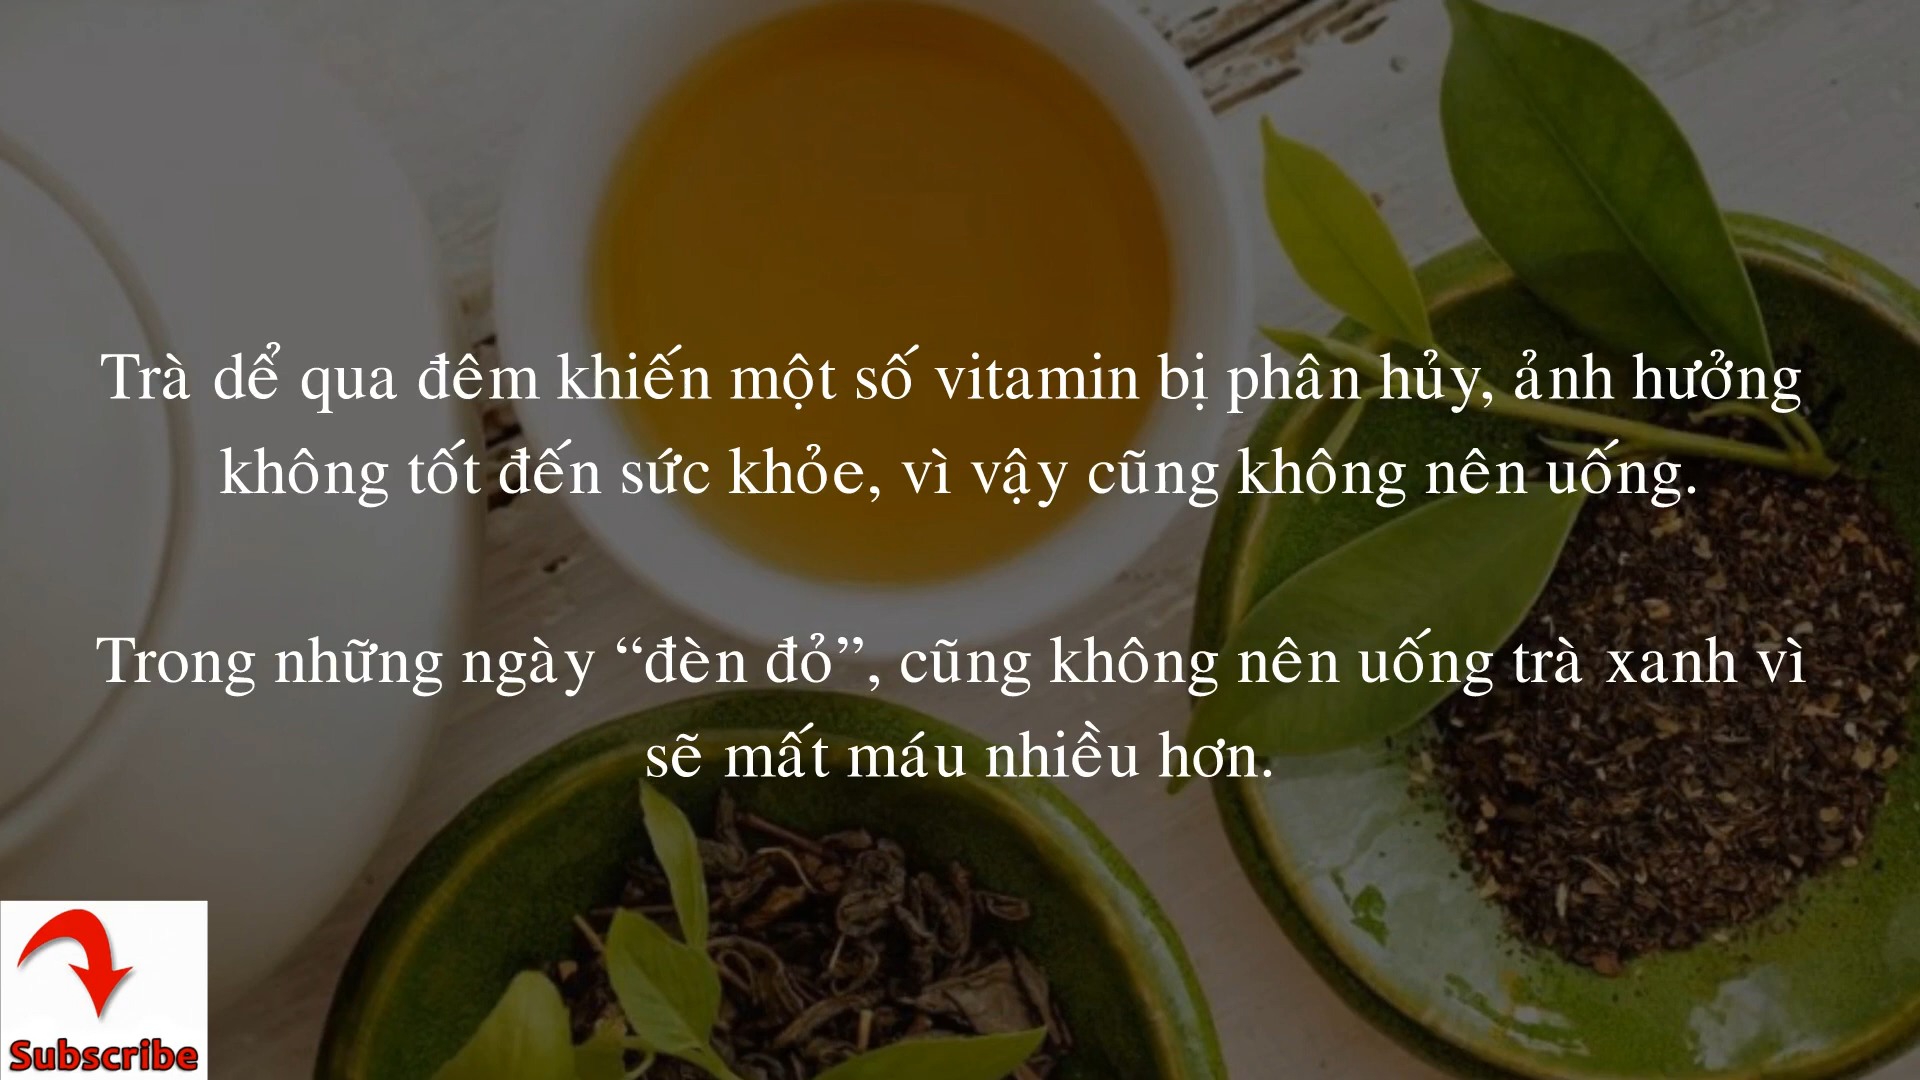 Trà dể qua đêm khiến một số vitamin bị phân hủy, ảnh hưởng
không tốt đến sức khỏe, vì vậy cũng không nên uống.
Trong những ngày “đèn đỏ”, cũng không nên uống trà xanh vì
sẽ mất máu nhiều hơn.
Subscribe